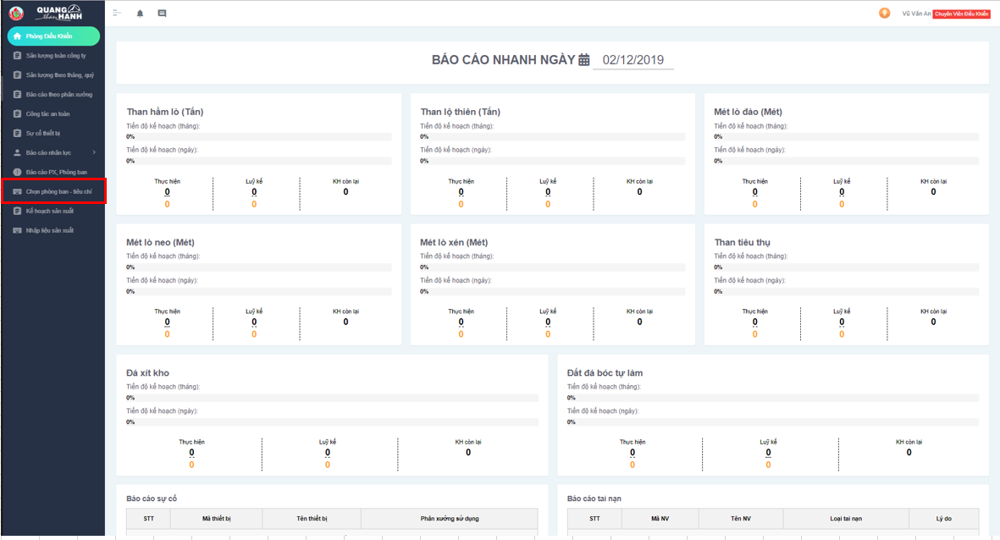 QUANG HANH
Phòng Điều Khiển
Sản lượng toàn công ty
Sản lượng theo tháng, quý
Báo cáo theo phân xưởng
Công tác an toàn
Sự cố thiết bị
Báo cáo nhân lực
Báo cáo PX, Phòng ban
Chọn phòng ban - tiêu chí
Kế hoạch sản xuất
Nhập liệu sản xuất
Vũ Văn An Chuyên Viên Điều Khiển
BÁO CÁO NHANH NGÀY 02/12/2019
Than hầm lò (Tấn)
Tiến độ kế hoạch (tháng):
0%
Tiến độ kế hoạch (ngày):
0%
Thực hiện Luỹ kế KH còn lại
0 0 0
0 0
Than lộ thiên (Tấn)
Tiến độ kế hoạch (tháng):
0%
Tiến độ kế hoạch (ngày):
0%
Thực hiện Luỹ kế KH còn lại
0 0 0
0 0
Mét lò đào (Mét)
Tiến độ kế hoạch (tháng):
0%
Tiến độ kế hoạch (ngày):
0%
Thực hiện Luỹ kế KH còn lại
0 0 0
0 0
Mét lò neo (Mét)
Tiến độ kế hoạch (tháng):
0%
Tiến độ kế hoạch (ngày):
0%
Thực hiện Luỹ kế KH còn lại
0 0 0
0 0
Mét lò xén (Mét)
Tiến độ kế hoạch (tháng):
0%
Tiến độ kế hoạch (ngày):
0%
Thực hiện Luỹ kế KH còn lại
0 0 0
0 0
Than tiêu thụ
Tiến độ kế hoạch (tháng):
0%
Tiến độ kế hoạch (ngày):
0%
Thực hiện Luỹ kế KH còn lại
0 0 0
0 0
Đá xít kho
Tiến độ kế hoạch (tháng):
0%
Tiến độ kế hoạch (ngày):
0%
Thực hiện Luỹ kế KH còn lại
0 0 0
0 0
Đất đá bóc tự làm
Tiến độ kế hoạch (tháng):
0%
Tiến độ kế hoạch (ngày):
0%
Thực hiện Luỹ kế KH còn lại
0 0 0
0 0
Báo cáo sự cố
STT Mã thiết bị Tên thiết bị Phân xưởng sử dụng
Báo cáo tai nạn
STT Mã NV Tên NV Loại tai nạn Lý do